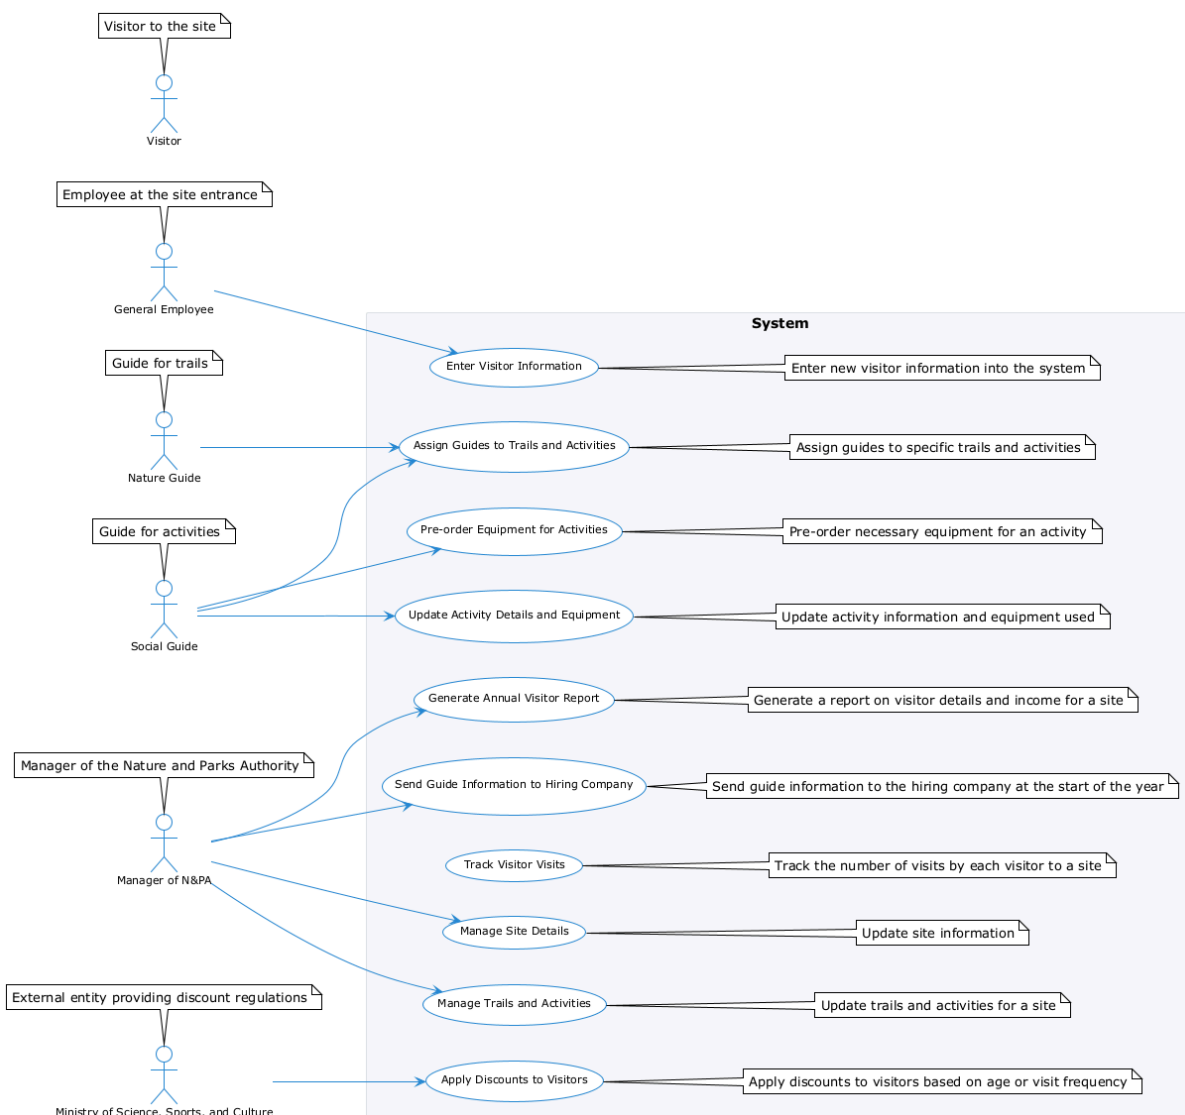 Visitor to the site
Visitor
Employee at the site entrance
General Employee
System
Enter Visitor Information
Enter new visitor information into the system
Guide for trails
Nature Guide
Assign Guides to Trails and Activities
Assign guides to specific trails and activities
Guide for activities
Social Guide
Pre-order Equipment for Activities
Pre-order necessary equipment for an activity
Update Activity Details and Equipment
Update activity information and equipment used
Generate Annual Visitor Report
Generate a report on visitor details and income for a site
Manager of the Nature and Parks Authority
Manager of N&PA
Send Guide Information to Hiring Company
Send guide information to the hiring company at the start of the year
Track Visitor Visits
Track the number of visits by each visitor to a site
Manage Site Details
Update site information
Manage Trails and Activities
Update trails and activities for a site
External entity providing discount regulations
Ministry of Science, Sports, and Culture
Apply Discounts to Visitors
Apply discounts to visitors based on age or visit frequency